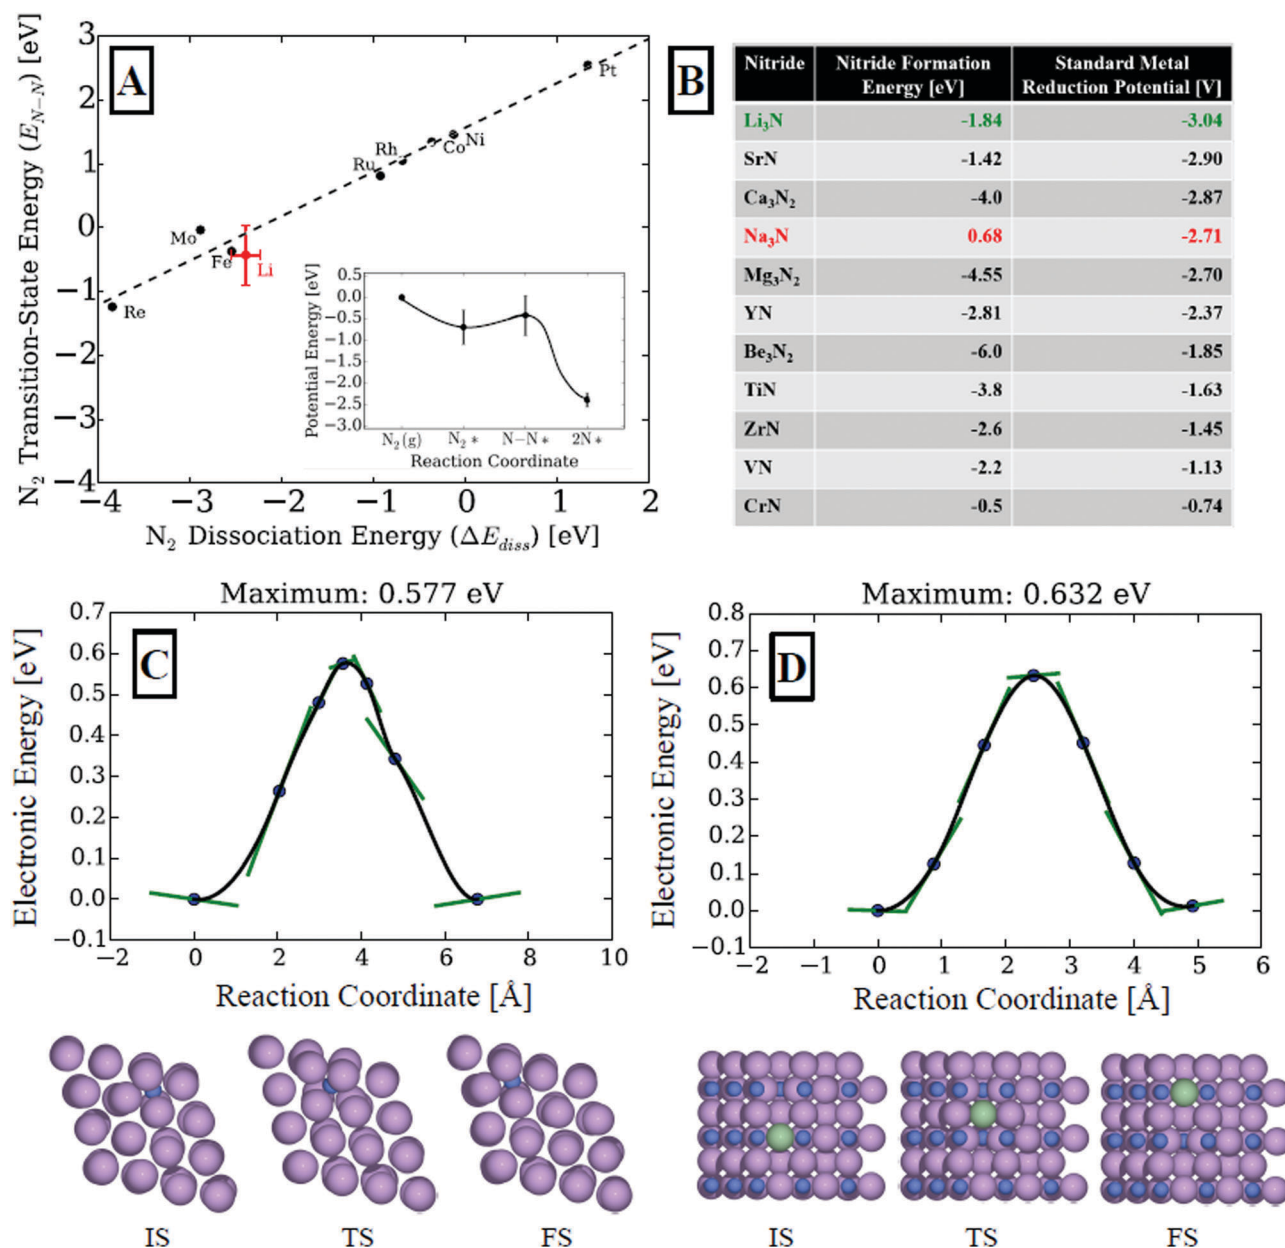 A
N₂ Transition-State Energy (E_{N−N}) [eV]
3
2
1
0
−1
−2
−3
−4
−4 −3 −2 −1 0 1 2
N₂ Dissociation Energy (ΔE_{diss}) [eV]
Pt
Rh
Co Ni
Ru
Mo
Fe
Li
Re
Potential Energy [eV]
0.5
0.0
−0.5
−1.0
−1.5
−2.0
−2.5
−3.0
N₂(g) N₂* N−N* 2N*
Reaction Coordinate
B
Nitride Nitride Formation Energy [eV] Standard Metal Reduction Potential [V]
Li₃N -1.84 -3.04
SrN -1.42 -2.90
Ca₃N₂ -4.0 -2.87
Na₃N 0.68 -2.71
Mg₃N₂ -4.55 -2.70
YN -2.81 -2.37
Be₃N₂ -6.0 -1.85
TiN -3.8 -1.63
ZrN -2.6 -1.45
VN -2.2 -1.13
CrN -0.5 -0.74
Maximum: 0.577 eV
C
Electronic Energy [eV]
0.7
0.6
0.5
0.4
0.3
0.2
0.1
0.0
−0.1
−2 0 2 4 6 8 10
Reaction Coordinate [Å]
IS TS FS
Maximum: 0.632 eV
D
Electronic Energy [eV]
0.8
0.7
0.6
0.5
0.4
0.3
0.2
0.1
0.0
−0.1
−2 −1 0 1 2 3 4 5 6
Reaction Coordinate [Å]
IS TS FS